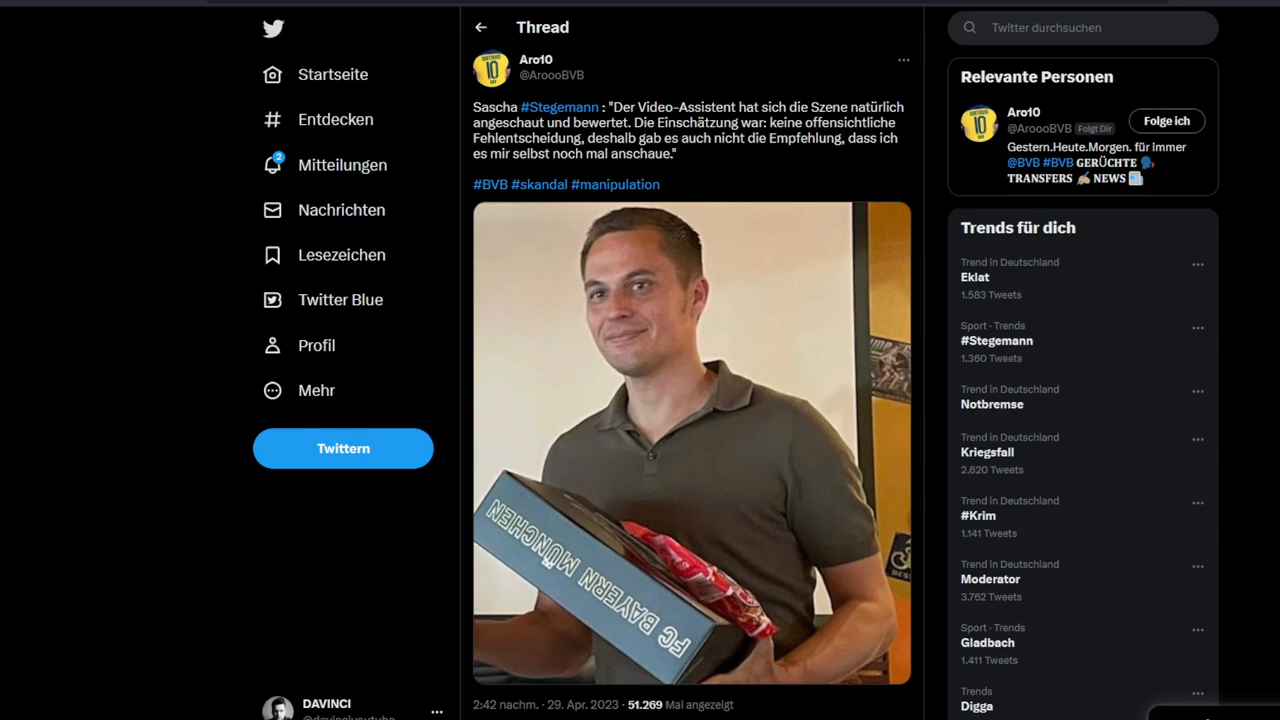 Startseite
Entdecken
2
Mitteilungen
Nachrichten
Lesezeichen
Twitter Blue
Profil
Mehr
Twittern
DAVINCI
@davinciyoutube
Thread
Aro10
@AroooBVB
Sascha #Stegemann : "Der Video-Assistent hat sich die Szene natürlich
angeschaut und bewertet. Die Einschätzung war: keine offensichtliche
Fehlentscheidung, deshalb gab es auch nicht die Empfehlung, dass ich
es mir selbst noch mal anschaue."
#BVB #skandal #manipulation
10
FC BAYERN MÜNCHEN
2:42 nachm. · 29. Apr. 2023 · 51.269 Mal angezeigt
Twitter durchsuchen
Relevante Personen
10
Aro10
@AroooBVB Folgt Dir
Folge ich
Gestern.Heute.Morgen. für immer
@BVB #BVB GERÜCHTE
TRANSFERS NEWS
Trends für dich
Trend in Deutschland
Eklat
1.583 Tweets
Sport · Trends
#Stegemann
1.360 Tweets
Trend in Deutschland
Notbremse
Trend in Deutschland
Kriegsfall
2.620 Tweets
Trend in Deutschland
#Krim
1.141 Tweets
Trend in Deutschland
Moderator
3.762 Tweets
Sport · Trends
Gladbach
1.411 Tweets
Trends
Digga